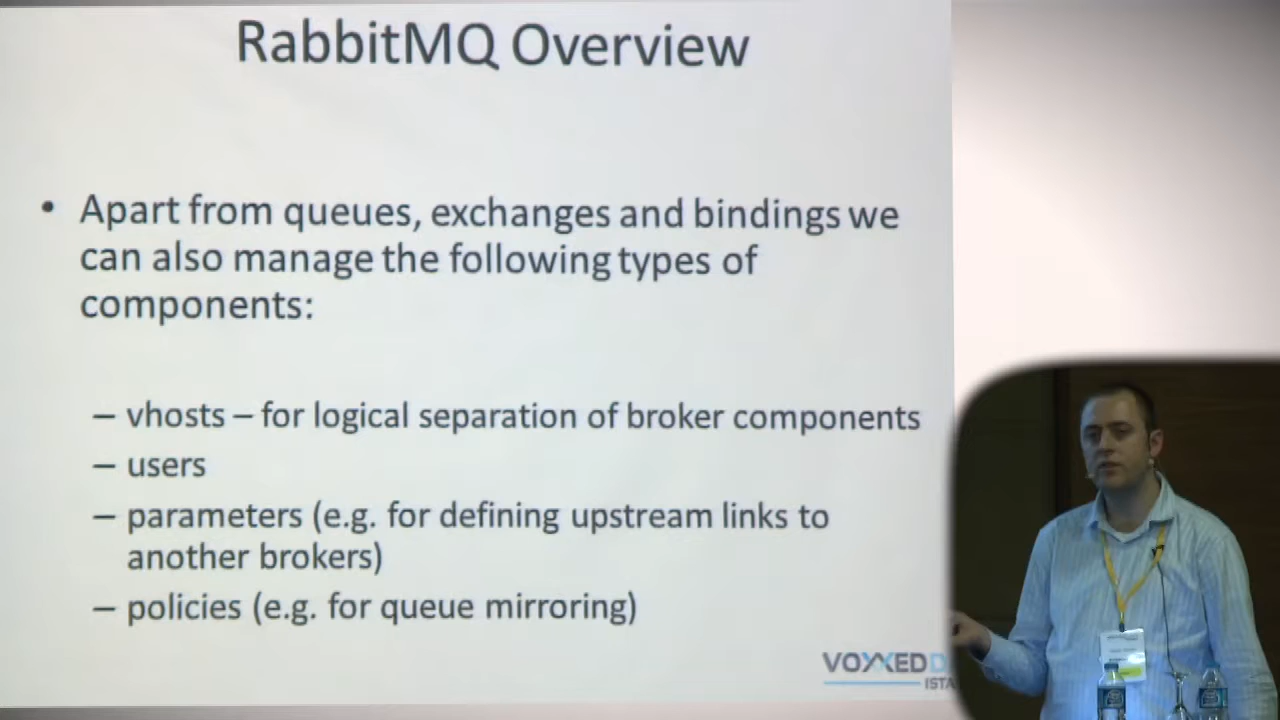 RabbitMQ Overview
• Apart from queues, exchanges and bindings we
can also manage the following types of
components:
– vhosts – for logical separation of broker components
– users
– parameters (e.g. for defining upstream links to
another brokers)
– policies (e.g. for queue mirroring)
VOXXED D
ISTA